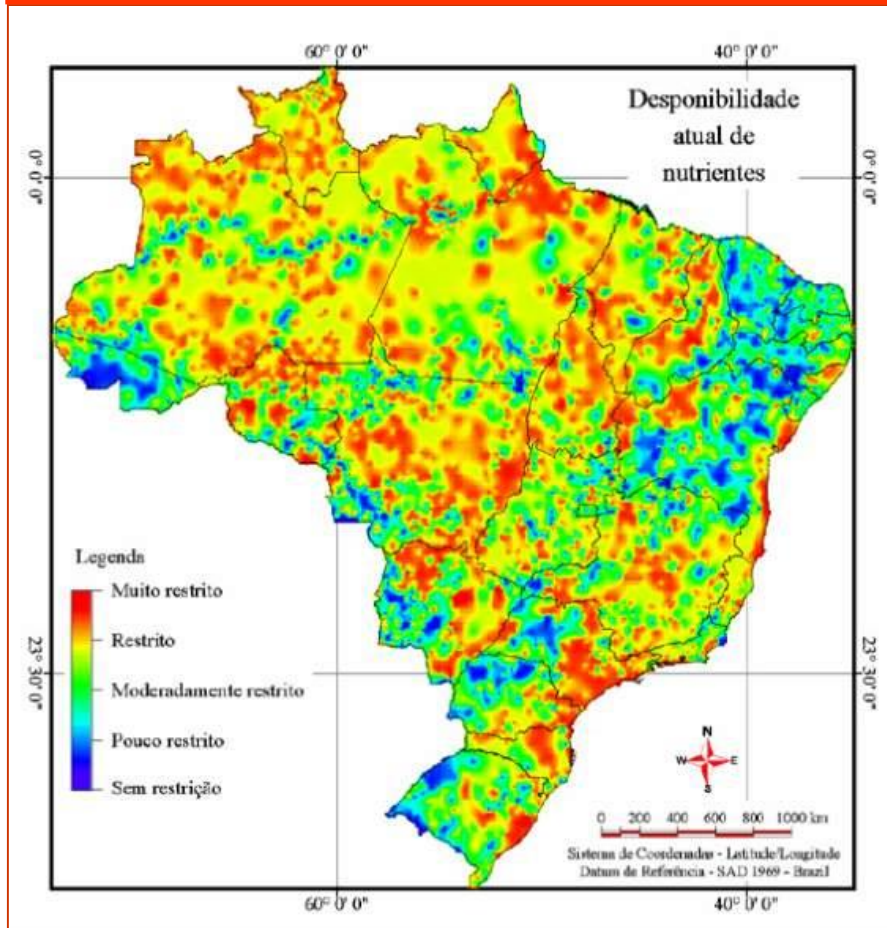 60° 0' 0"
40° 0' 0"
Desponibilidade
atual de
nutrientes
0°
0' 0"
0°
0' 0"
Legenda
Muito restrito
Restrito
Moderadamente restrito
Pouco restrito
Sem restrição
23°
30' 0"
23°
30' 0"
N
W E
S
0 200 400 600 800 1000 km
Sistema de Coordenadas - Latitude/Longitude
Datum de Referência - SAD 1969 - Brazil
60° 0' 0"
40° 0' 0"